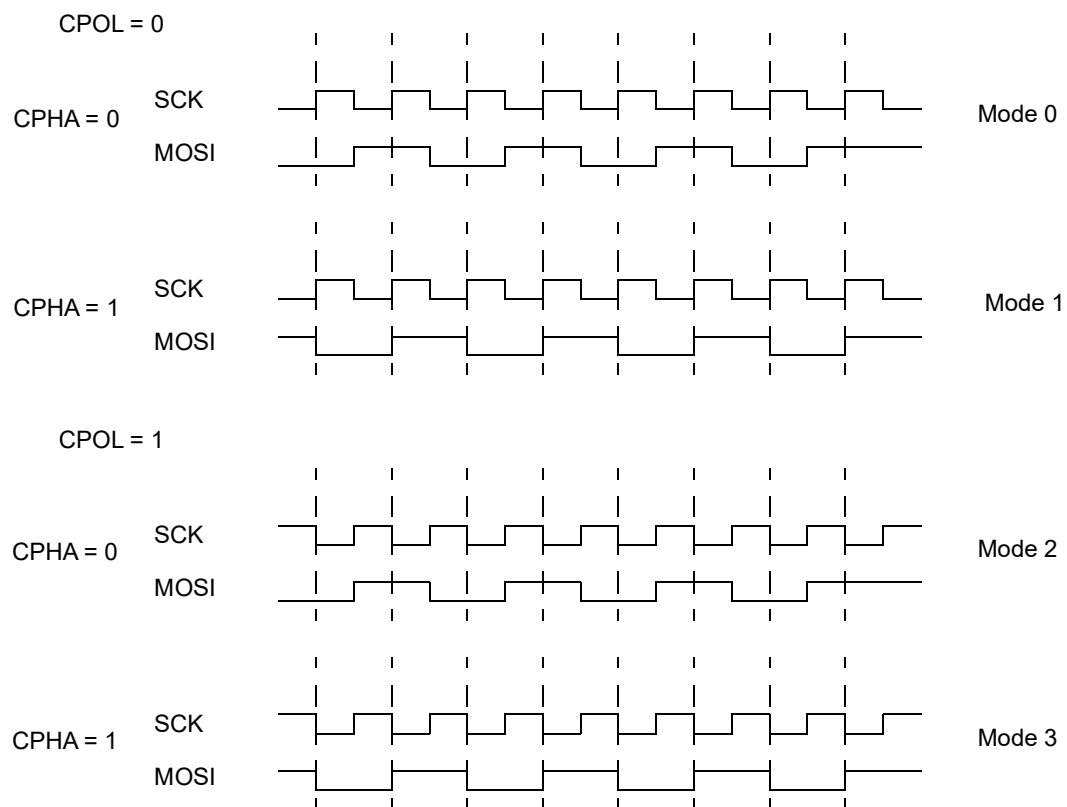 CPOL = 0
SCK
CPHA = 0
Mode 0
MOSI
SCK
CPHA = 1
Mode 1
MOSI
CPOL = 1
SCK
CPHA = 0
Mode 2
MOSI
SCK
CPHA = 1
Mode 3
MOSI